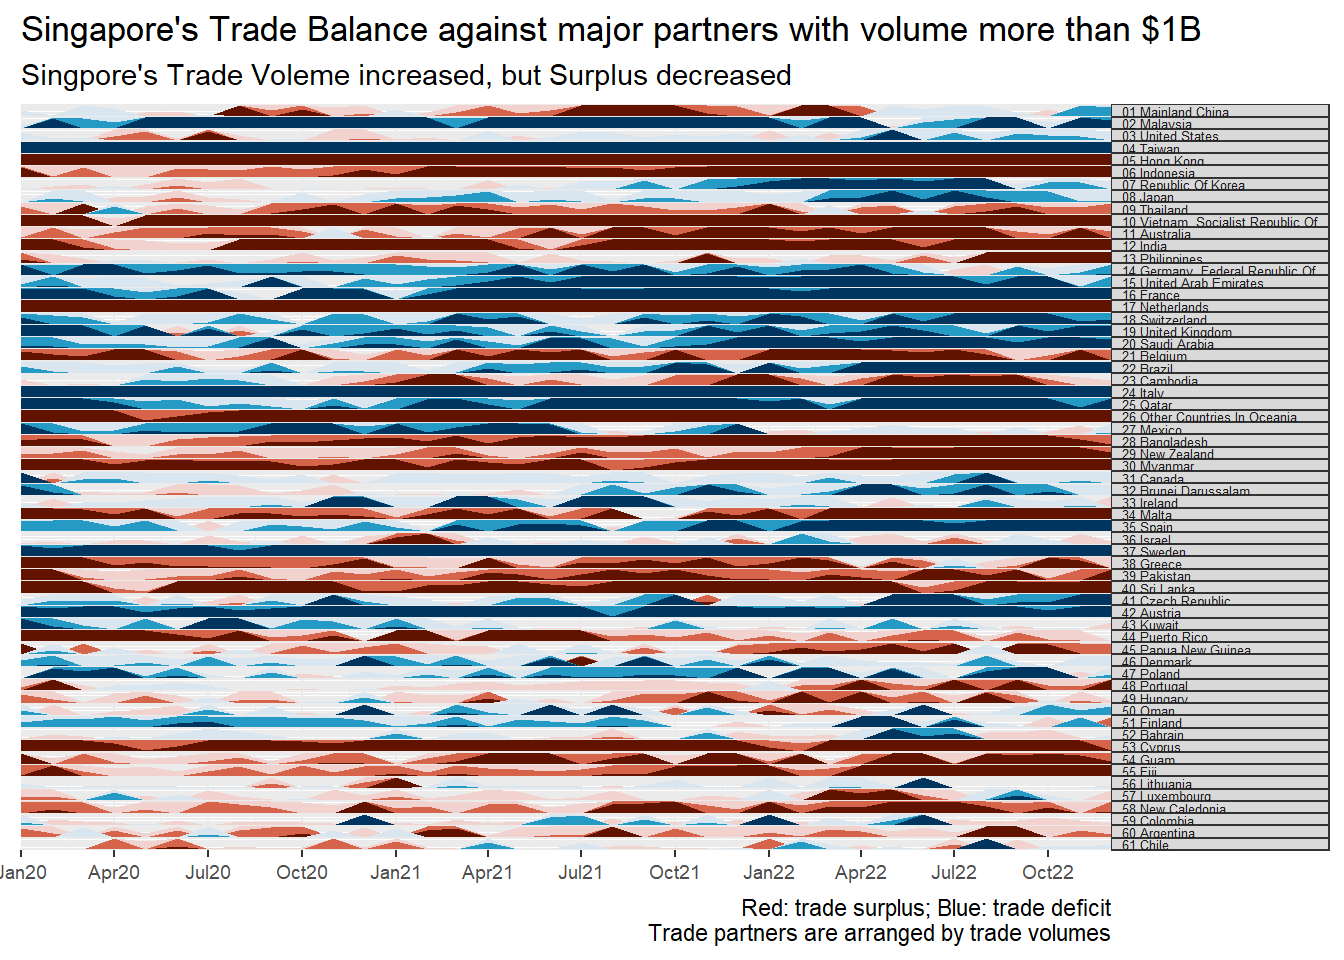 Singapore's Trade Balance against major partners with volume more than $1B
Singpore's Trade Voleme increased, but Surplus decreased
01 Mainland China
02 Malaysia
03 United States
04 Taiwan
05 Hong Kong
06 Indonesia
07 Republic Of Korea
08 Japan
09 Thailand
10 Vietnam, Socialist Republic Of
11 Australia
12 India
13 Philippines
14 Germany, Federal Republic Of
15 United Arab Emirates
16 France
17 Netherlands
18 Switzerland
19 United Kingdom
20 Saudi Arabia
21 Belgium
22 Brazil
23 Cambodia
24 Italy
25 Qatar
26 Other Countries In Oceania
27 Mexico
28 Bangladesh
29 New Zealand
30 Myanmar
31 Canada
32 Brunei Darussalam
33 Ireland
34 Malta
35 Spain
36 Israel
37 Sweden
38 Greece
39 Pakistan
40 Sri Lanka
41 Czech Republic
42 Austria
43 Kuwait
44 Puerto Rico
45 Papua New Guinea
46 Denmark
47 Poland
48 Portugal
49 Hungary
50 Oman
51 Finland
52 Bahrain
53 Cyprus
54 Guam
55 Fiji
56 Lithuania
57 Luxembourg
58 New Caledonia
59 Colombia
60 Argentina
61 Chile
Jan20 Apr20 Jul20 Oct20 Jan21 Apr21 Jul21 Oct21 Jan22 Apr22 Jul22 Oct22
Red: trade surplus; Blue: trade deficit
Trade partners are arranged by trade volumes